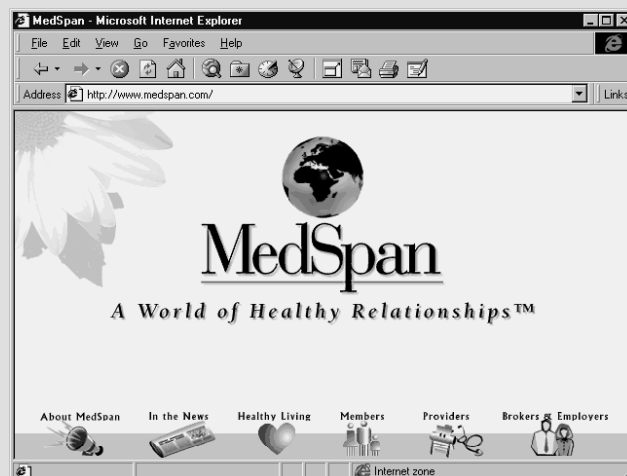 MedSpan - Microsoft Internet Explorer
File Edit View Go Favorites Help
Address http://www.medspan.com/ Links
MedSpan
A World of Healthy Relationships™
About MedSpan In the News Healthy Living Members Providers Brokers & Employers
Internet zone